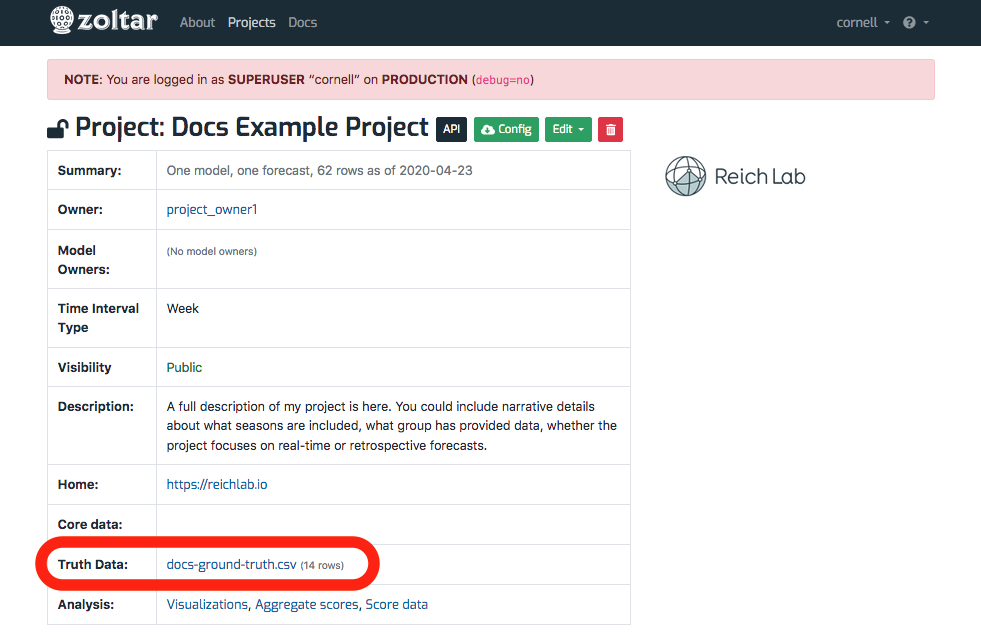 zoltar About Projects Docs cornell ?
NOTE: You are logged in as SUPERUSER “cornell” on PRODUCTION (debug=no)
Project: Docs Example Project API Config Edit
Summary: One model, one forecast, 62 rows as of 2020-04-23
Reich Lab
Owner: project_owner1
Model
Owners:
(No model owners)
Time Interval
Type
Week
Visibility Public
Description: A full description of my project is here. You could include narrative details
about what seasons are included, what group has provided data, whether the
project focuses on real-time or retrospective forecasts.
Home: https://reichlab.io
Core data:
Truth Data: docs-ground-truth.csv (14 rows)
Analysis: Visualizations, Aggregate scores, Score data